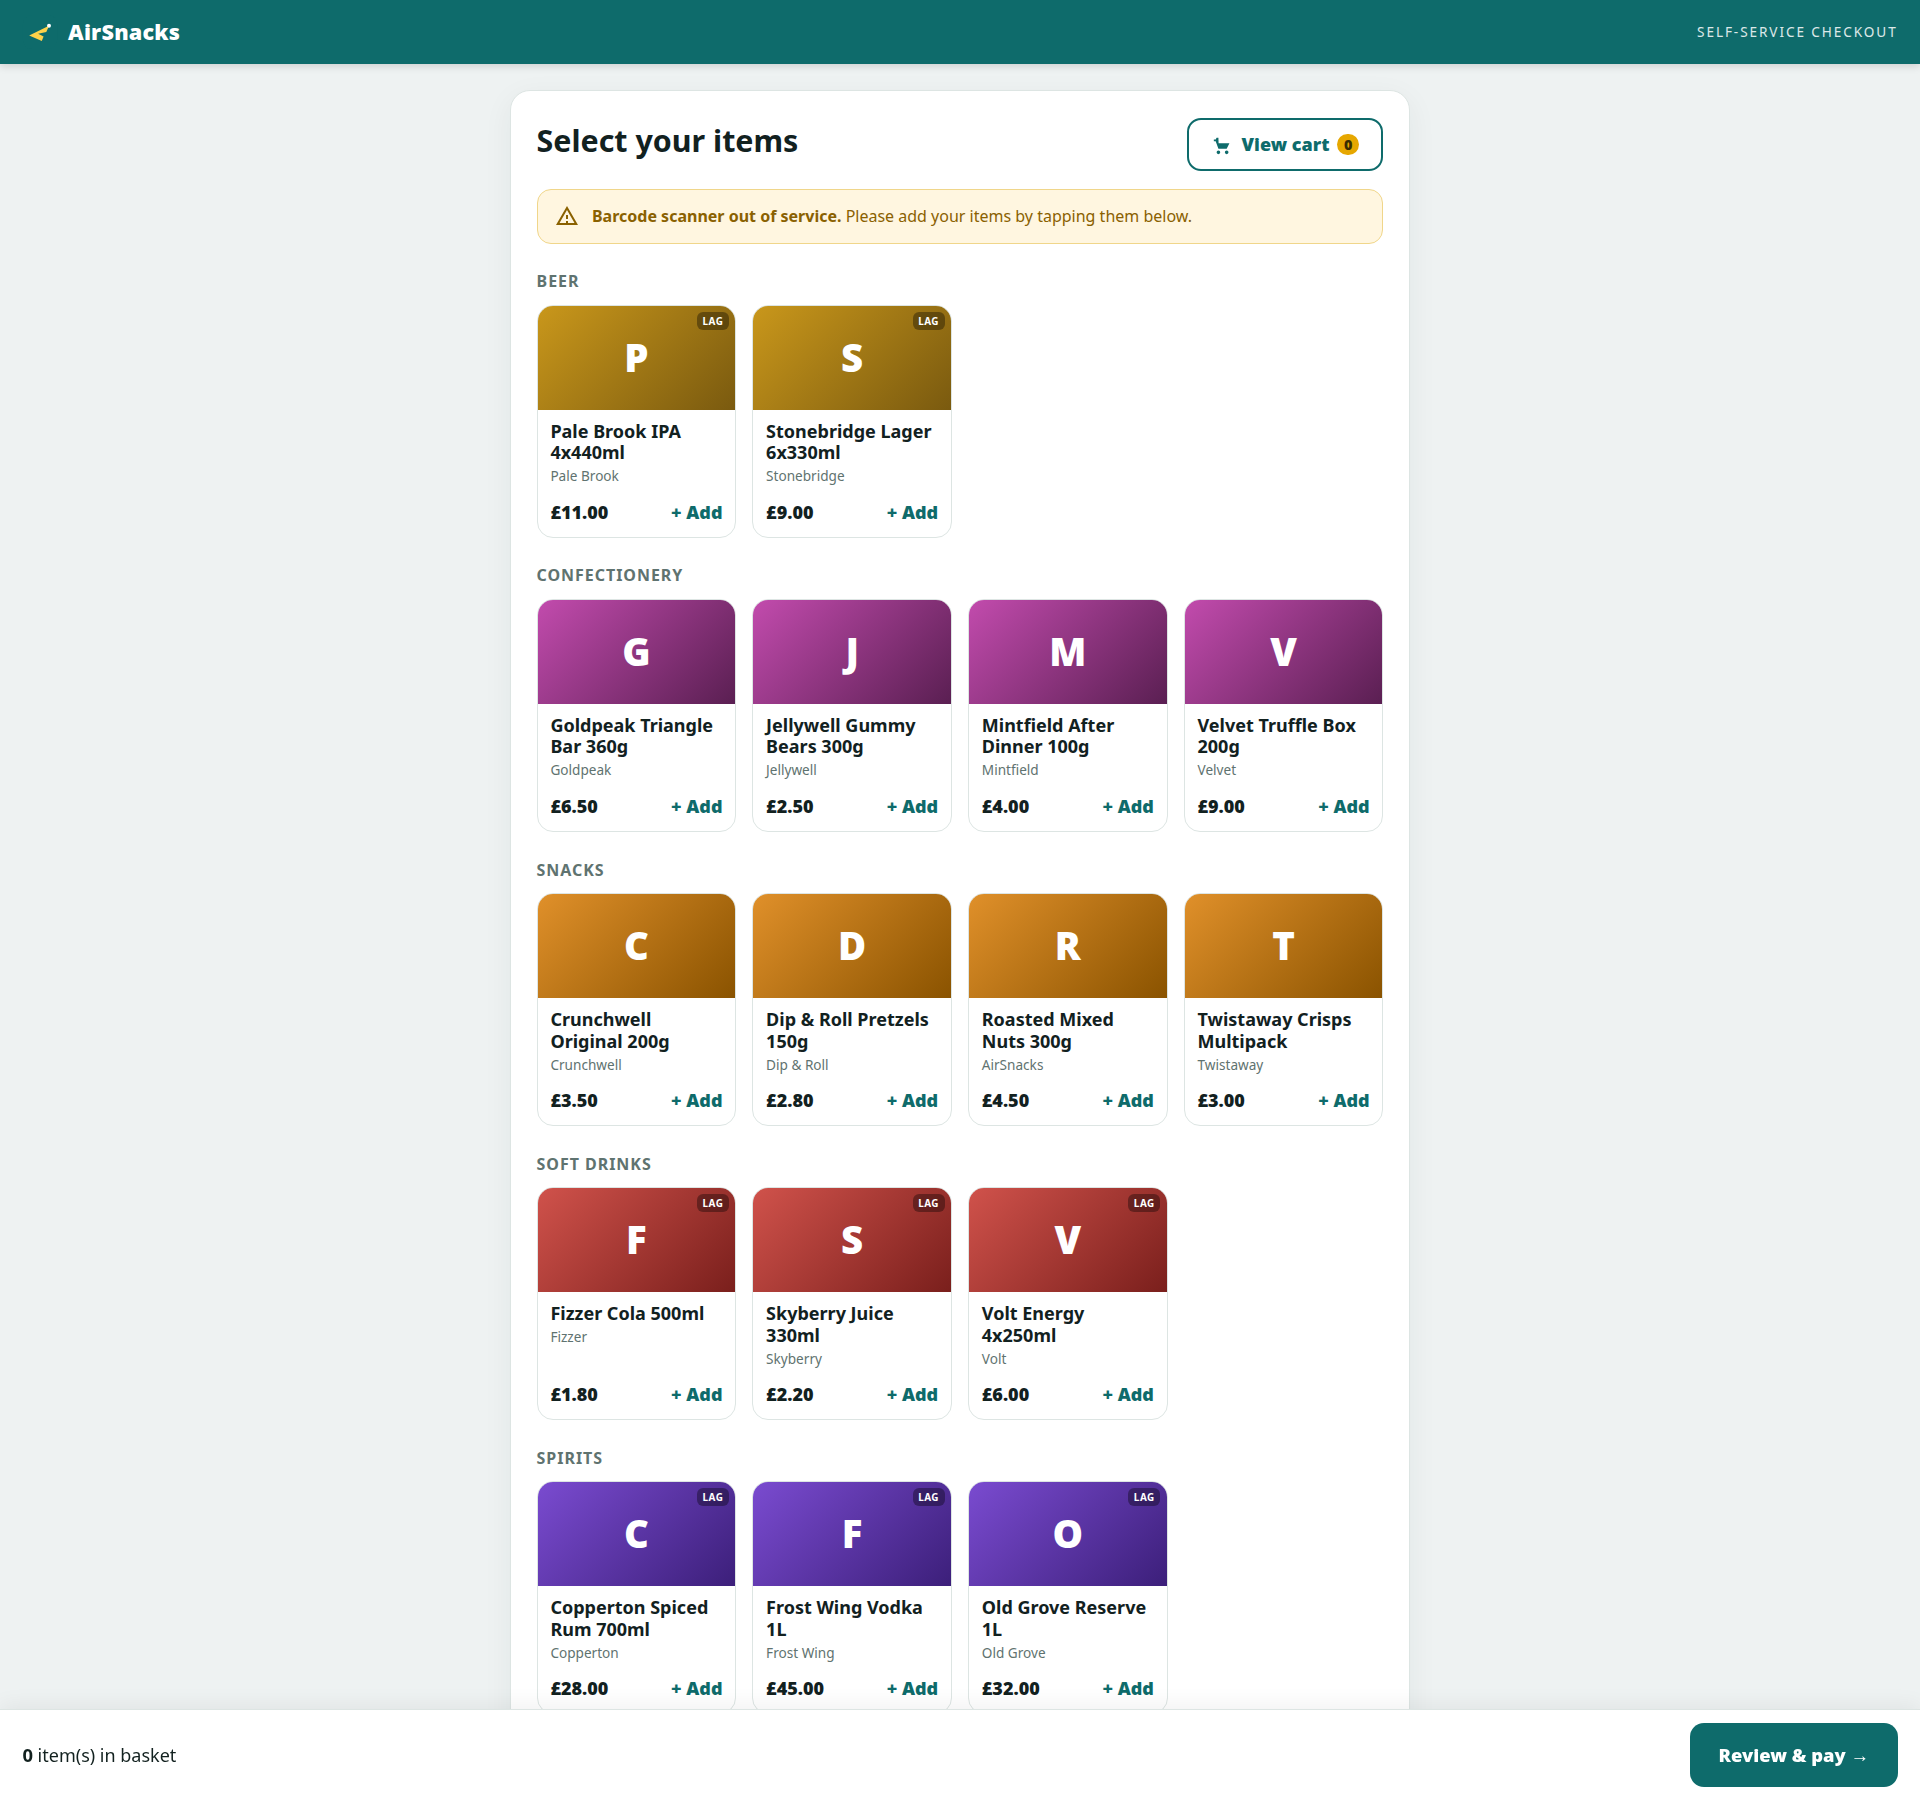 AirSnacks
SELF-SERVICE CHECKOUT
Select your items
View cart 0
Barcode scanner out of service. Please add your items by tapping them below.
BEER
LAG
P
Pale Brook IPA
4x440ml
Pale Brook
£11.00 + Add
LAG
S
Stonebridge Lager
6x330ml
Stonebridge
£9.00 + Add
CONFECTIONERY
G
Goldpeak Triangle
Bar 360g
Goldpeak
£6.50 + Add
J
Jellywell Gummy
Bears 300g
Jellywell
£2.50 + Add
M
Mintfield After
Dinner 100g
Mintfield
£4.00 + Add
V
Velvet Truffle Box
200g
Velvet
£9.00 + Add
SNACKS
C
Crunchwell
Original 200g
Crunchwell
£3.50 + Add
D
Dip & Roll Pretzels
150g
Dip & Roll
£2.80 + Add
R
Roasted Mixed
Nuts 300g
AirSnacks
£4.50 + Add
T
Twistaway Crisps
Multipack
Twistaway
£3.00 + Add
SOFT DRINKS
LAG
F
Fizzer Cola 500ml
Fizzer
£1.80 + Add
LAG
S
Skyberry Juice
330ml
Skyberry
£2.20 + Add
LAG
V
Volt Energy
4x250ml
Volt
£6.00 + Add
SPIRITS
LAG
C
Copperton Spiced
Rum 700ml
Copperton
£28.00 + Add
LAG
F
Frost Wing Vodka
1L
Frost Wing
£45.00 + Add
LAG
O
Old Grove Reserve
1L
Old Grove
£32.00 + Add
0 item(s) in basket
Review & pay →